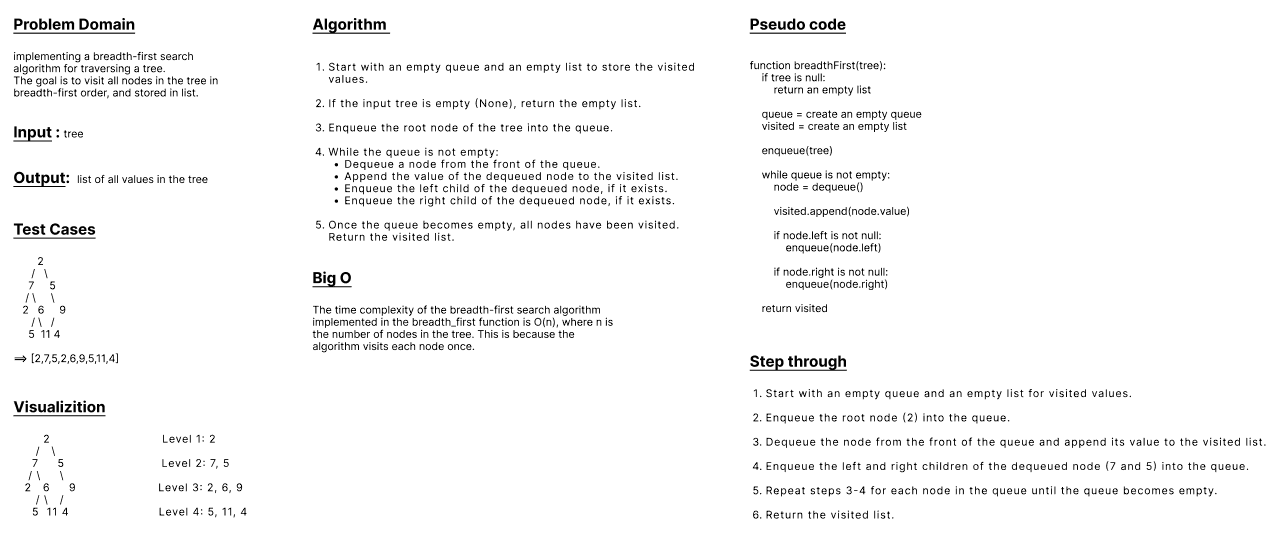 Problem Domain
implementing a breadth-first search
algorithm for traversing a tree.
The goal is to visit all nodes in the tree in
breadth-first order, and stored in list.
Input : tree
Output: list of all values in the tree
Test Cases
2
/ \
7 5
/ \ \
2 6 9
/ \ /
5 11 4
==> [2,7,5,2,6,9,5,11,4]
Visualizition
2 Level 1: 2
/ \
7 5 Level 2: 7, 5
/ \ \
2 6 9 Level 3: 2, 6, 9
/ \ /
5 11 4 Level 4: 5, 11, 4
Algorithm
1. Start with an empty queue and an empty list to store the visited
values.
2. If the input tree is empty (None), return the empty list.
3. Enqueue the root node of the tree into the queue.
4. While the queue is not empty:
• Dequeue a node from the front of the queue.
• Append the value of the dequeued node to the visited list.
• Enqueue the left child of the dequeued node, if it exists.
• Enqueue the right child of the dequeued node, if it exists.
5. Once the queue becomes empty, all nodes have been visited.
Return the visited list.
Big O
The time complexity of the breadth-first search algorithm
implemented in the breadth_first function is O(n), where n is
the number of nodes in the tree. This is because the
algorithm visits each node once.
Pseudo code
function breadthFirst(tree):
if tree is null:
return an empty list
queue = create an empty queue
visited = create an empty list
enqueue(tree)
while queue is not empty:
node = dequeue()
visited.append(node.value)
if node.left is not null:
enqueue(node.left)
if node.right is not null:
enqueue(node.right)
return visited
Step through
1. Start with an empty queue and an empty list for visited values.
2. Enqueue the root node (2) into the queue.
3. Dequeue the node from the front of the queue and append its value to the visited list.
4. Enqueue the left and right children of the dequeued node (7 and 5) into the queue.
5. Repeat steps 3-4 for each node in the queue until the queue becomes empty.
6. Return the visited list.